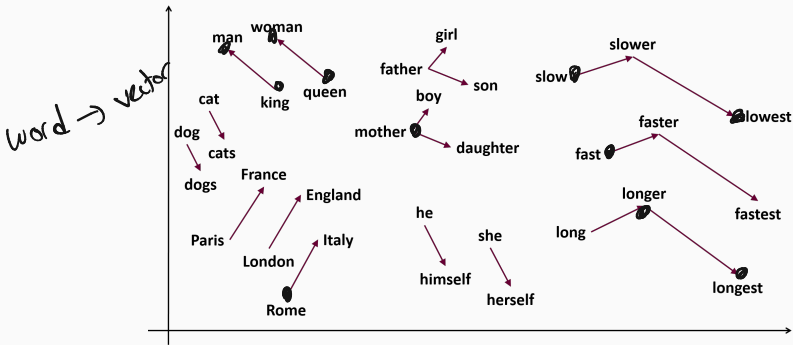 word → vector
man
woman
king
queen
cat
cats
dog
dogs
France
Paris
England
London
Italy
Rome
girl
father
son
boy
mother
daughter
he
himself
she
herself
slower
slow
slowest
faster
fast
fastest
longer
long
longest